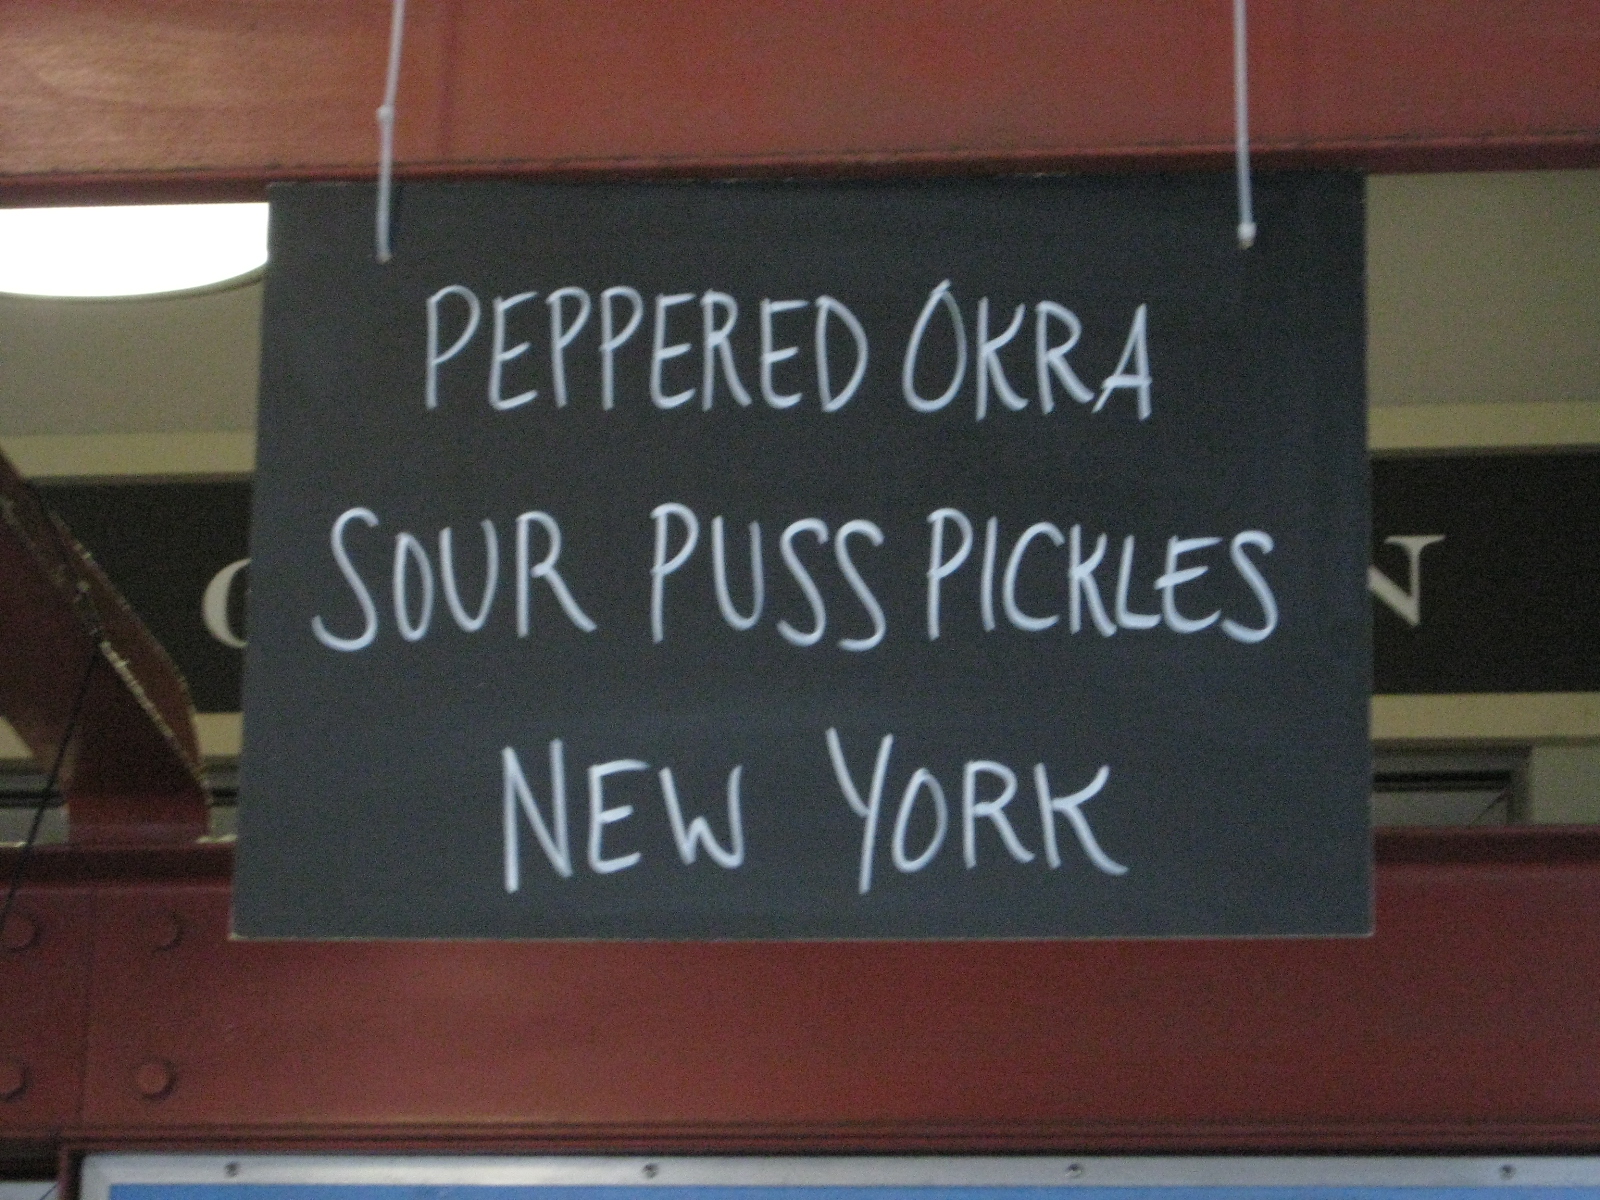 PEPPERED OKRA
SOUR PUSS PICKLES
NEW YORK